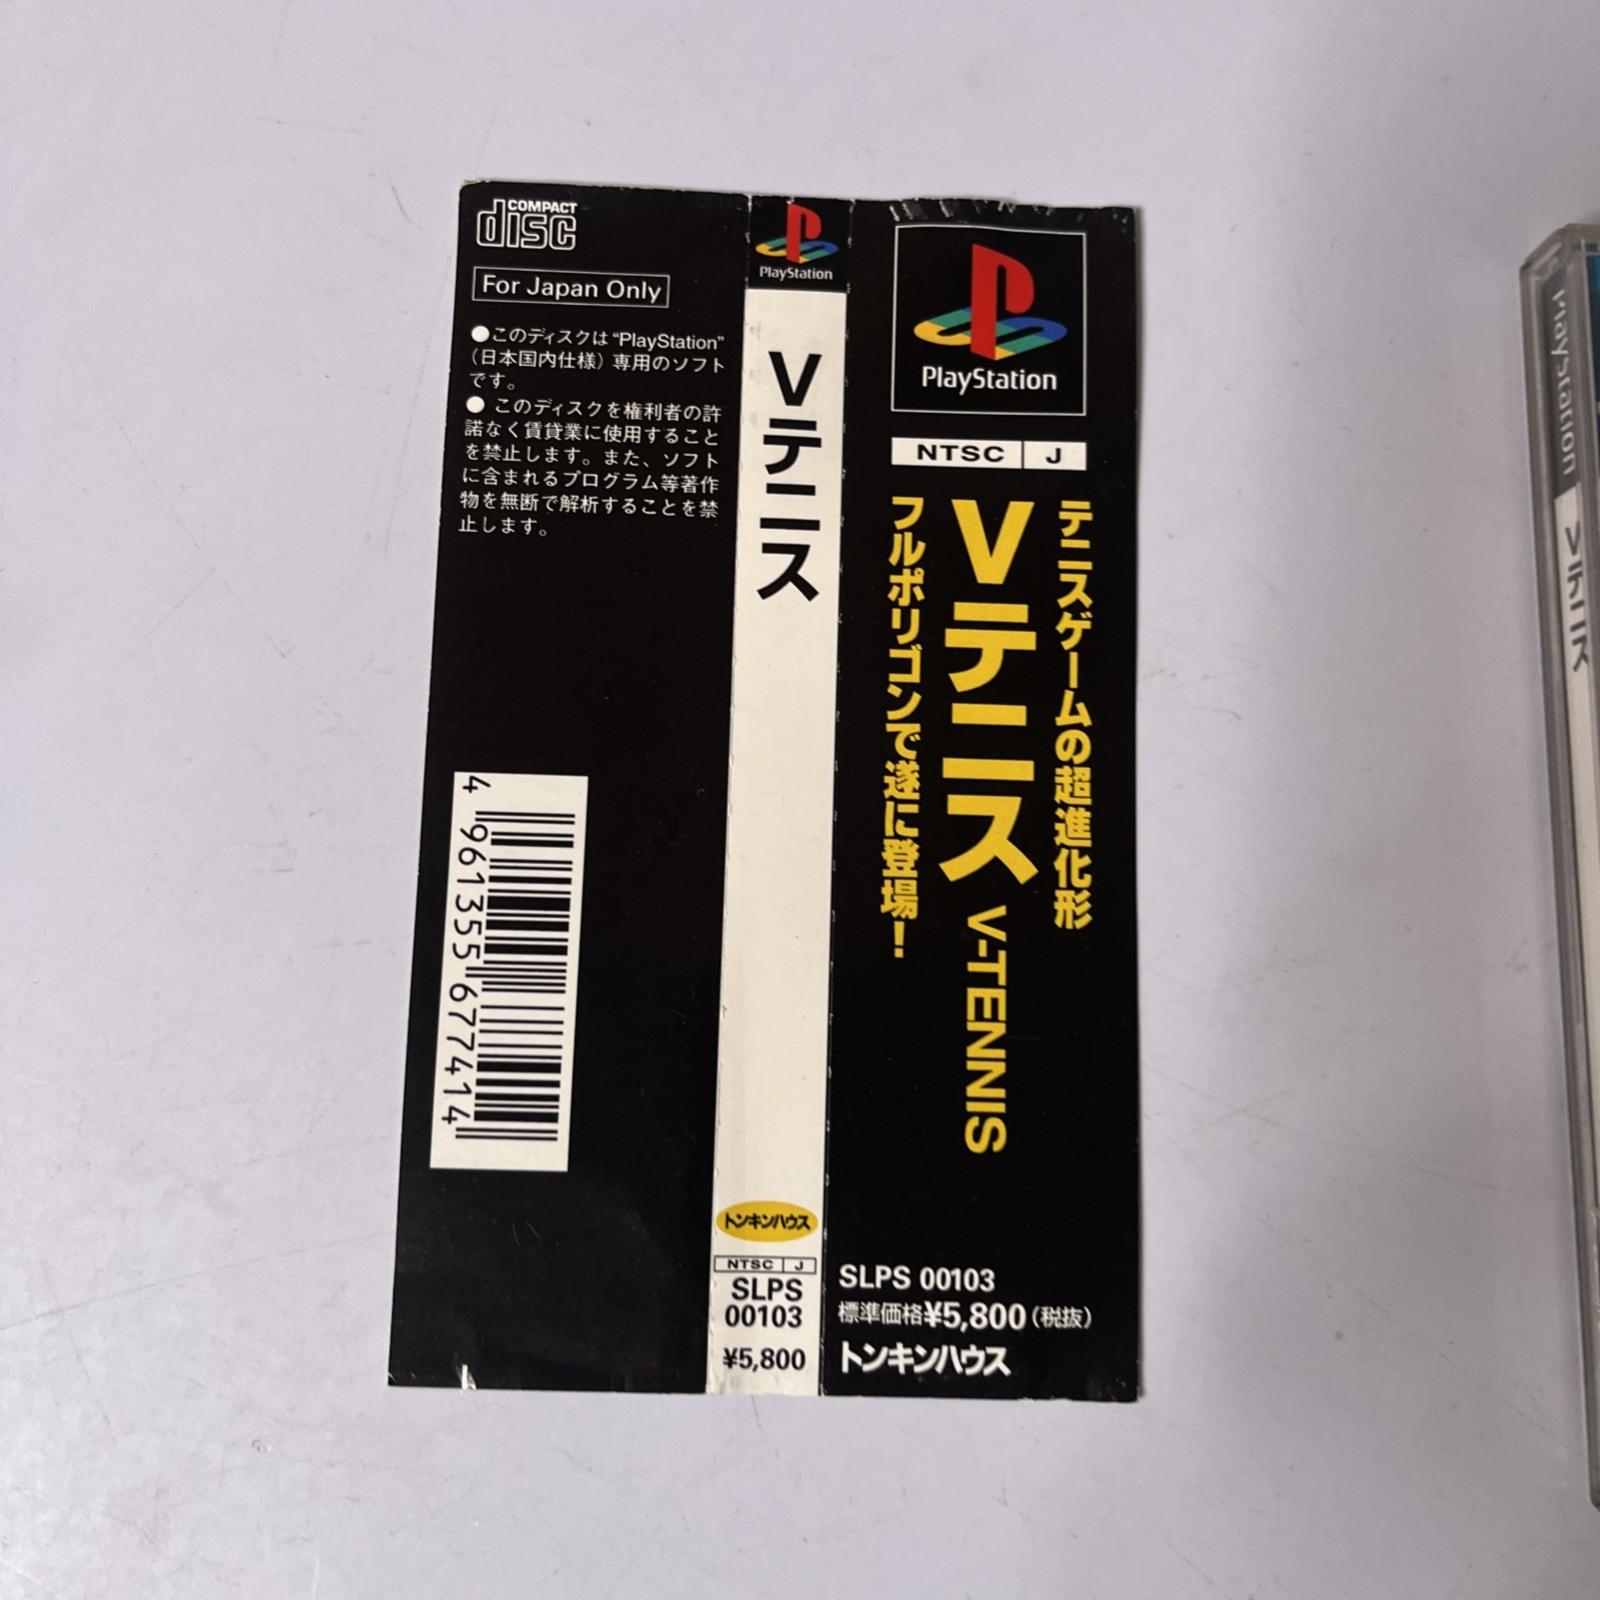 COMPACT
disc
For Japan Only
●このディスクは“PlayStation”
(日本国内仕様)専用のソフト
です。
● このディスクを権利者の許
諾なく賃貸業に使用すること
を禁止します。また、ソフト
に含まれるプログラム等著作
物を無断で解析することを禁
止します。
4 961355 677414
PlayStation
Vテニス
トンキンハウス
NTSC J
SLPS
00103
¥5,800
PlayStation
NTSC J
テニスゲームの超進化形
Vテニス V-TENNIS
フルポリゴンで遂に登場!
SLPS 00103
標準価格¥5,800(税抜)
トンキンハウス
PlayStation
Vテニス